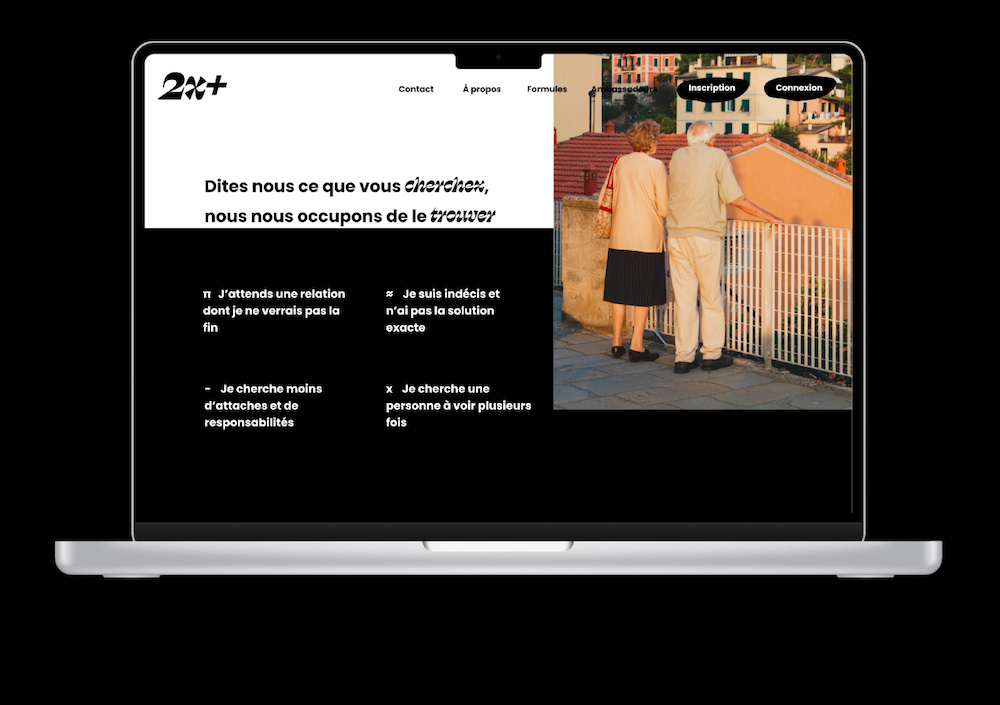 2x+
Contact À propos Formules Ambassadeurs Inscription Connexion
Dites nous ce que vous cherchez,
nous nous occupons de le trouver
π J’attends une relation
dont je ne verrais pas la
fin
≈ Je suis indécis et
n’ai pas la solution
exacte
- Je cherche moins
d’attaches et de
responsabilités
x Je cherche une
personne à voir plusieurs
fois